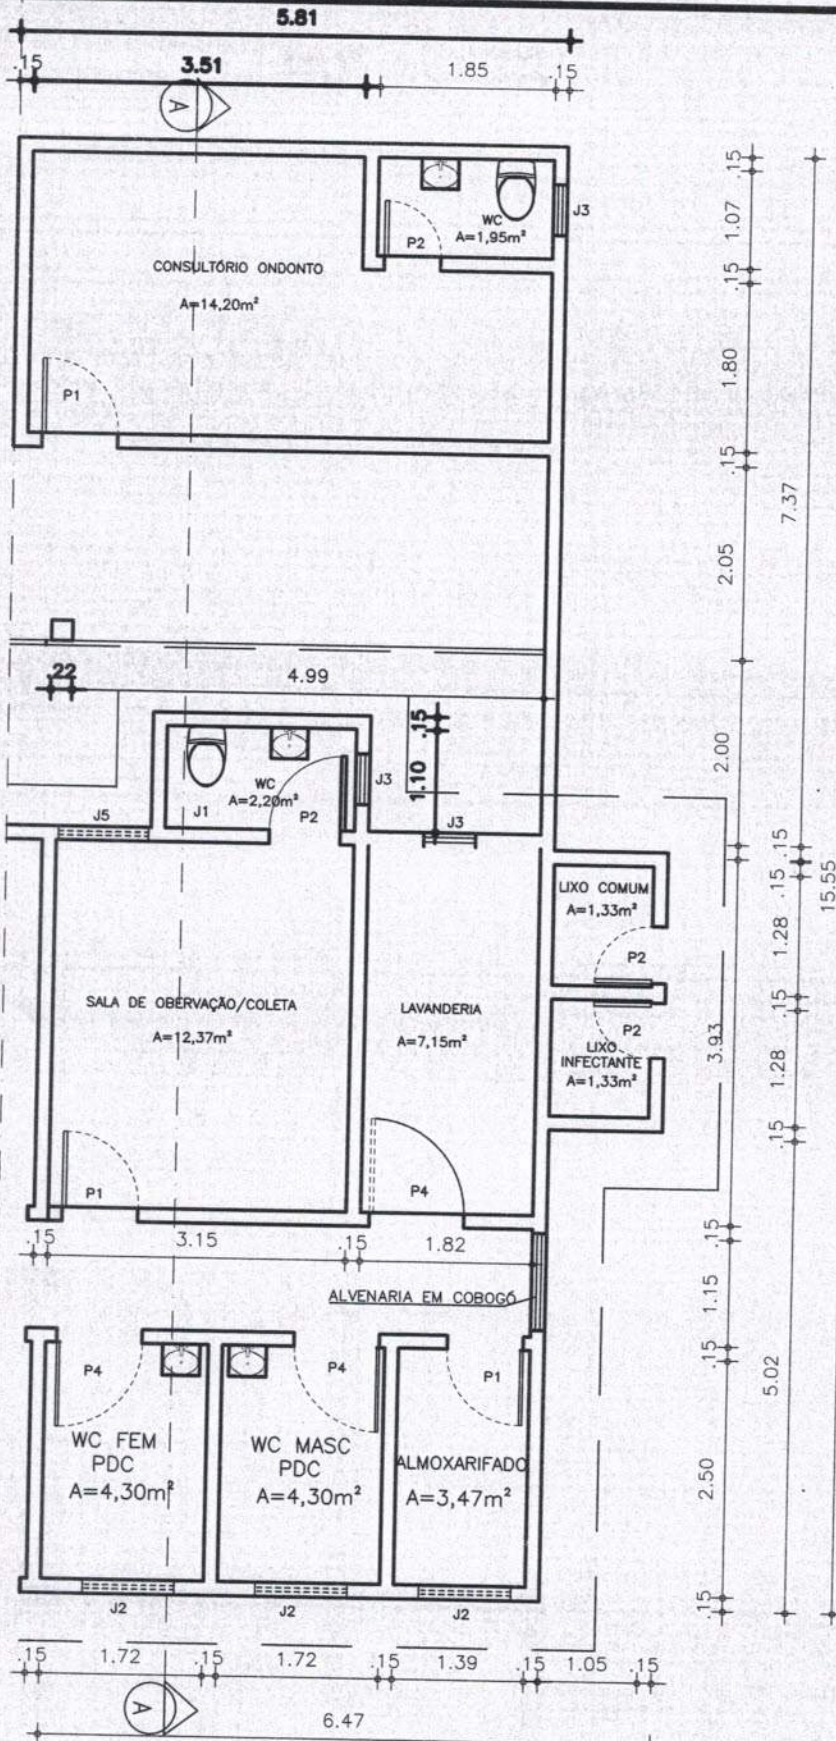 5.81
.15
3.51
1.85
.15
A
.15
1.07
.15
1.80
.15
2.05
2.00
.15
3.93
.15
1.15
.15
2.50
.15
7.37
.15
1.28
.15
1.28
.15
5.02
15.55
WC
A=1,95m²
P2
J3
CONSULTÓRIO ONDONTO
A=14,20m²
P1
.22
4.99
.15
1.10
WC
A=2,20m²
J1
P2
J3
J5
J3
LIXO COMUM
A=1,33m²
P2
SALA DE OBERVAÇÃO/COLETA
A=12,37m²
LAVANDERIA
A=7,15m²
P2
LIXO
INFECTANTE
A=1,33m²
P1
P4
.15
3.15
.15
1.82
ALVENARIA EM COBOGÓ
P4
P4
P1
WC FEM
PDC
A=4,30m²
WC MASC
PDC
A=4,30m²
ALMOXARIFADO
A=3,47m²
J2
J2
J2
.15
1.72
.15
1.72
.15
1.39
.15
1.05
.15
A
6.47